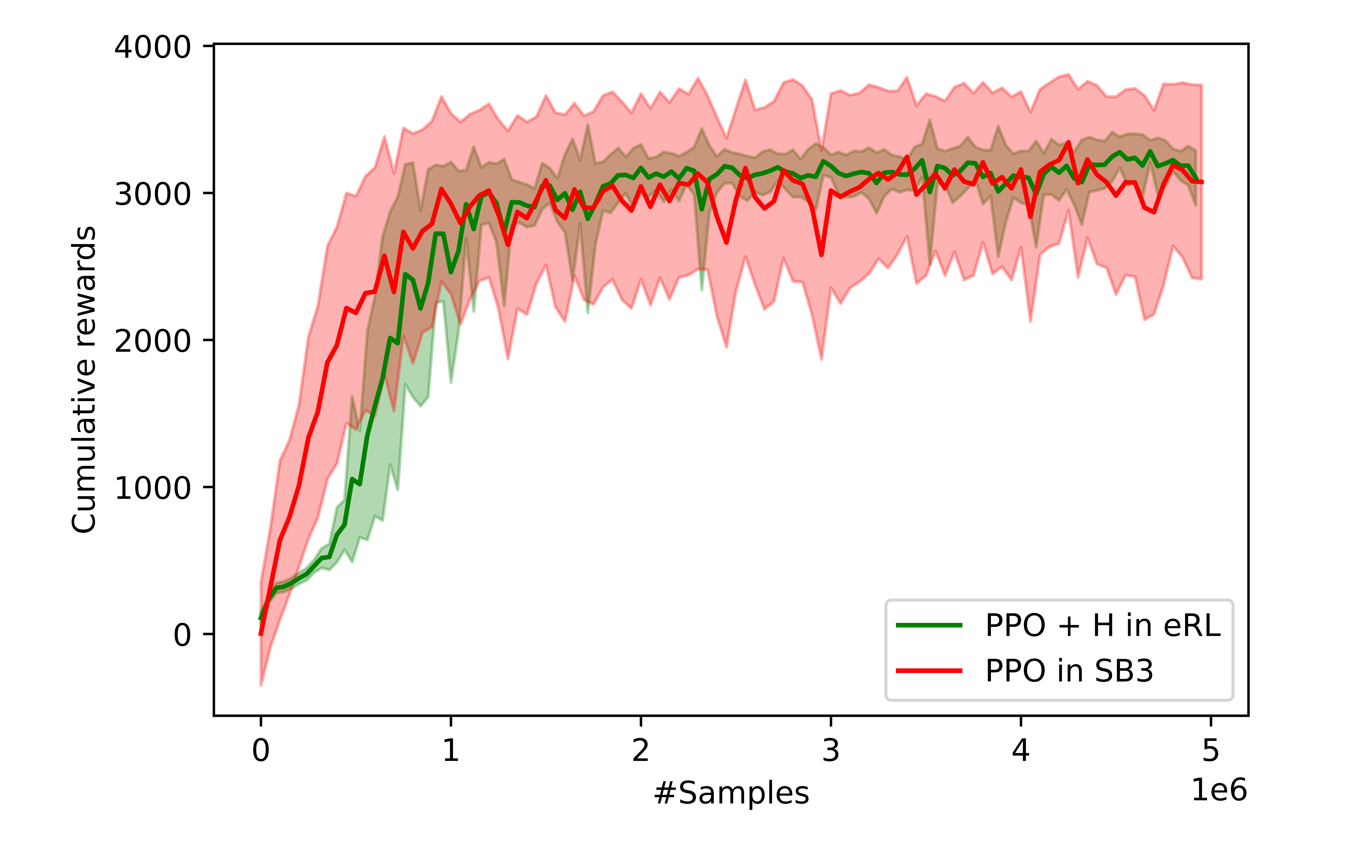 4000
3000
2000
1000
0
Cumulative rewards
PPO + H in eRL
PPO in SB3
0 1 2 3 4 5
1e6
#Samples